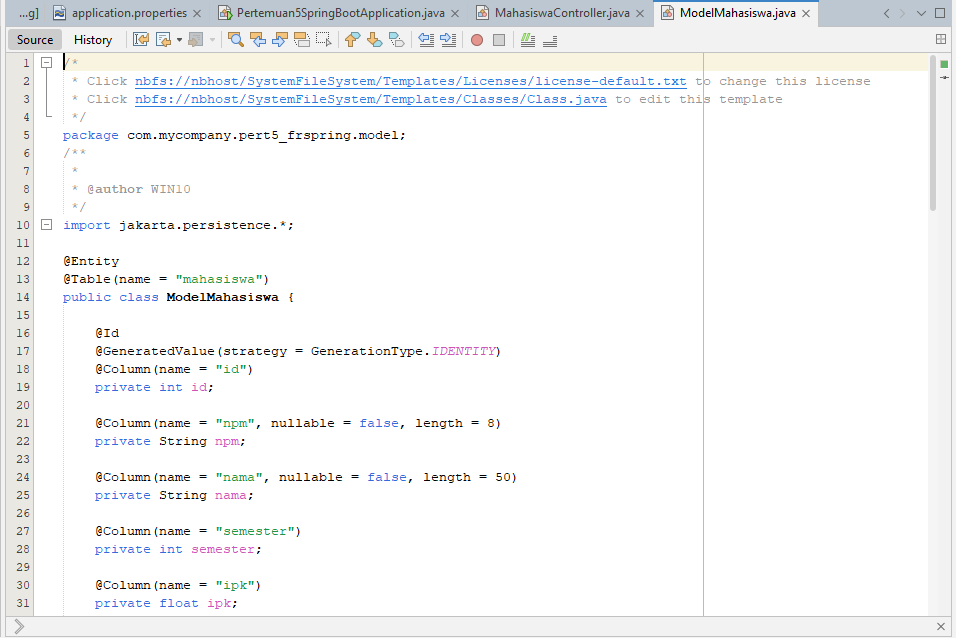 ...g] application.properties Pertemuan5SpringBootApplication.java MahasiswaController.java ModelMahasiswa.java
Source History
1 /*
2  * Click nbfs://nbhost/SystemFileSystem/Templates/Licenses/license-default.txt to change this license
3  * Click nbfs://nbhost/SystemFileSystem/Templates/Classes/Class.java to edit this template
4  */
5 package com.mycompany.pert5_frspring.model;
6 /**
7  *
8  * @author WIN10
9  */
10 import jakarta.persistence.*;
11
12 @Entity
13 @Table(name = "mahasiswa")
14 public class ModelMahasiswa {
15
16     @Id
17     @GeneratedValue(strategy = GenerationType.IDENTITY)
18     @Column(name = "id")
19     private int id;
20
21     @Column(name = "npm", nullable = false, length = 8)
22     private String npm;
23
24     @Column(name = "nama", nullable = false, length = 50)
25     private String nama;
26
27     @Column(name = "semester")
28     private int semester;
29
30     @Column(name = "ipk")
31     private float ipk;